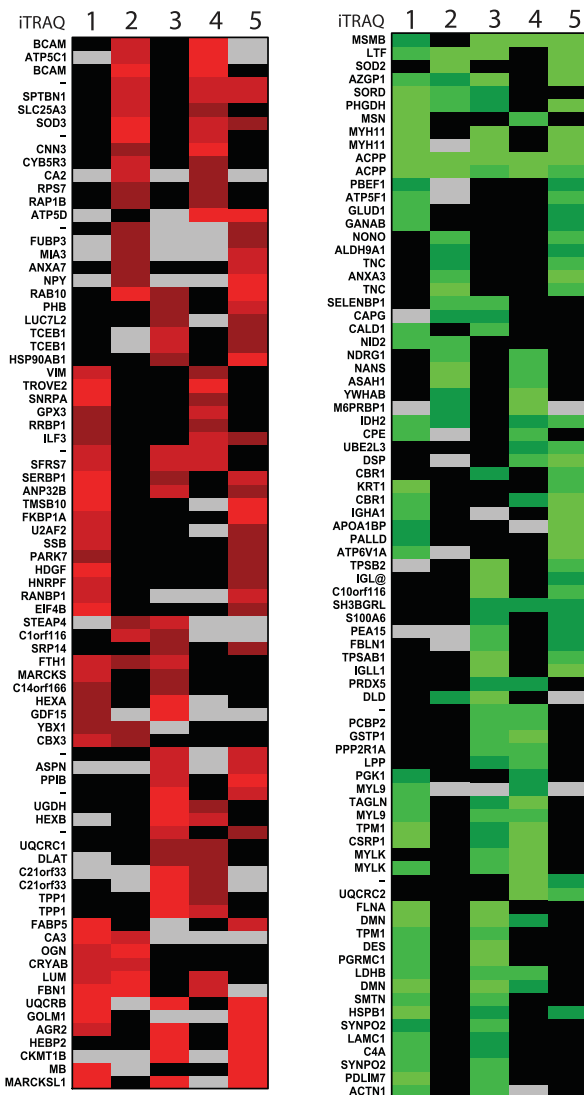 iTRAQ 1 2 3 4 5
BCAM
ATP5C1
BCAM
–
SPTBN1
SLC25A3
SOD3
–
CNN3
CYB5R3
CA2
RPS7
RAP1B
ATP5D
–
FUBP3
MIA3
ANXA7
NPY
RAB10
PHB
LUC7L2
TCEB1
TCEB1
HSP90AB1
VIM
TROVE2
SNRPA
GPX3
RRBP1
ILF3
–
SFRS7
SERBP1
ANP32B
TMSB10
FKBP1A
U2AF2
SSB
PARK7
HDGF
HNRPF
RANBP1
EIF4B
STEAP4
C1orf116
SRP14
FTH1
MARCKS
C14orf166
HEXA
GDF15
YBX1
CBX3
–
ASPN
PPIB
–
UGDH
HEXB
–
UQCRC1
DLAT
C21orf33
C21orf33
TPP1
TPP1
FABP5
CA3
OGN
CRYAB
LUM
FBN1
UQCRB
GOLM1
AGR2
HEBP2
CKMT1B
MB
MARCKSL1
iTRAQ 1 2 3 4 5
MSMB
LTF
SOD2
AZGP1
SORD
PHGDH
MSN
MYH11
MYH11
ACPP
ACPP
PBEF1
ATP5F1
GLUD1
GANAB
NONO
ALDH9A1
TNC
ANXA3
TNC
SELENBP1
CAPG
CALD1
NID2
NDRG1
NANS
ASAH1
YWHAB
M6PRBP1
IDH2
CPE
UBE2L3
DSP
CBR1
KRT1
CBR1
IGHA1
APOA1BP
PALLD
ATP6V1A
TPSB2
IGL@
C10orf116
SH3BGRL
S100A6
PEA15
FBLN1
TPSAB1
IGLL1
PRDX5
DLD
–
PCBP2
GSTP1
PPP2R1A
LPP
PGK1
MYL9
TAGLN
MYL9
TPM1
CSRP1
MYLK
MYLK
–
UQCRC2
FLNA
DMN
TPM1
DES
PGRMC1
LDHB
DMN
SMTN
HSPB1
SYNPO2
LAMC1
C4A
SYNPO2
PDLIM7
ACTN1